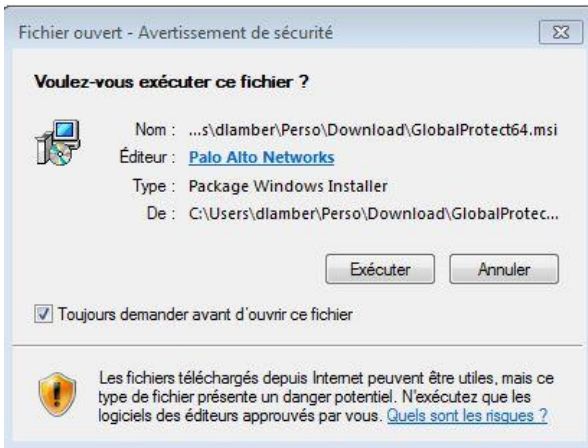 Fichier ouvert - Avertissement de sécurité
Voulez-vous exécuter ce fichier ?
Nom : ...s\dlamber\Perso\Download\GlobalProtect64.msi
Éditeur : Palo Alto Networks
Type : Package Windows Installer
De : C:\Users\dlamber\Perso\Download\GlobalProtec...
Exécuter Annuler
Toujours demander avant d'ouvrir ce fichier
Les fichiers téléchargés depuis Internet peuvent être utiles, mais ce
type de fichier présente un danger potentiel. N'exécutez que les
logiciels des éditeurs approuvés par vous. Quels sont les risques ?